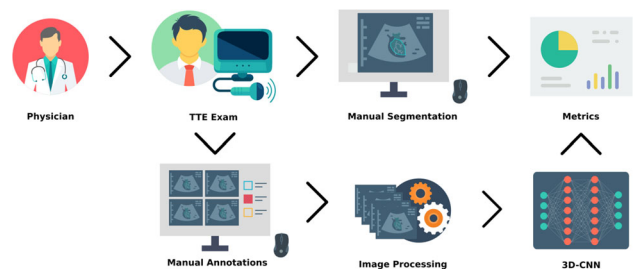 Physician
TTE Exam
Manual Segmentation
Metrics
Manual Annotations
Image Processing
3D-CNN